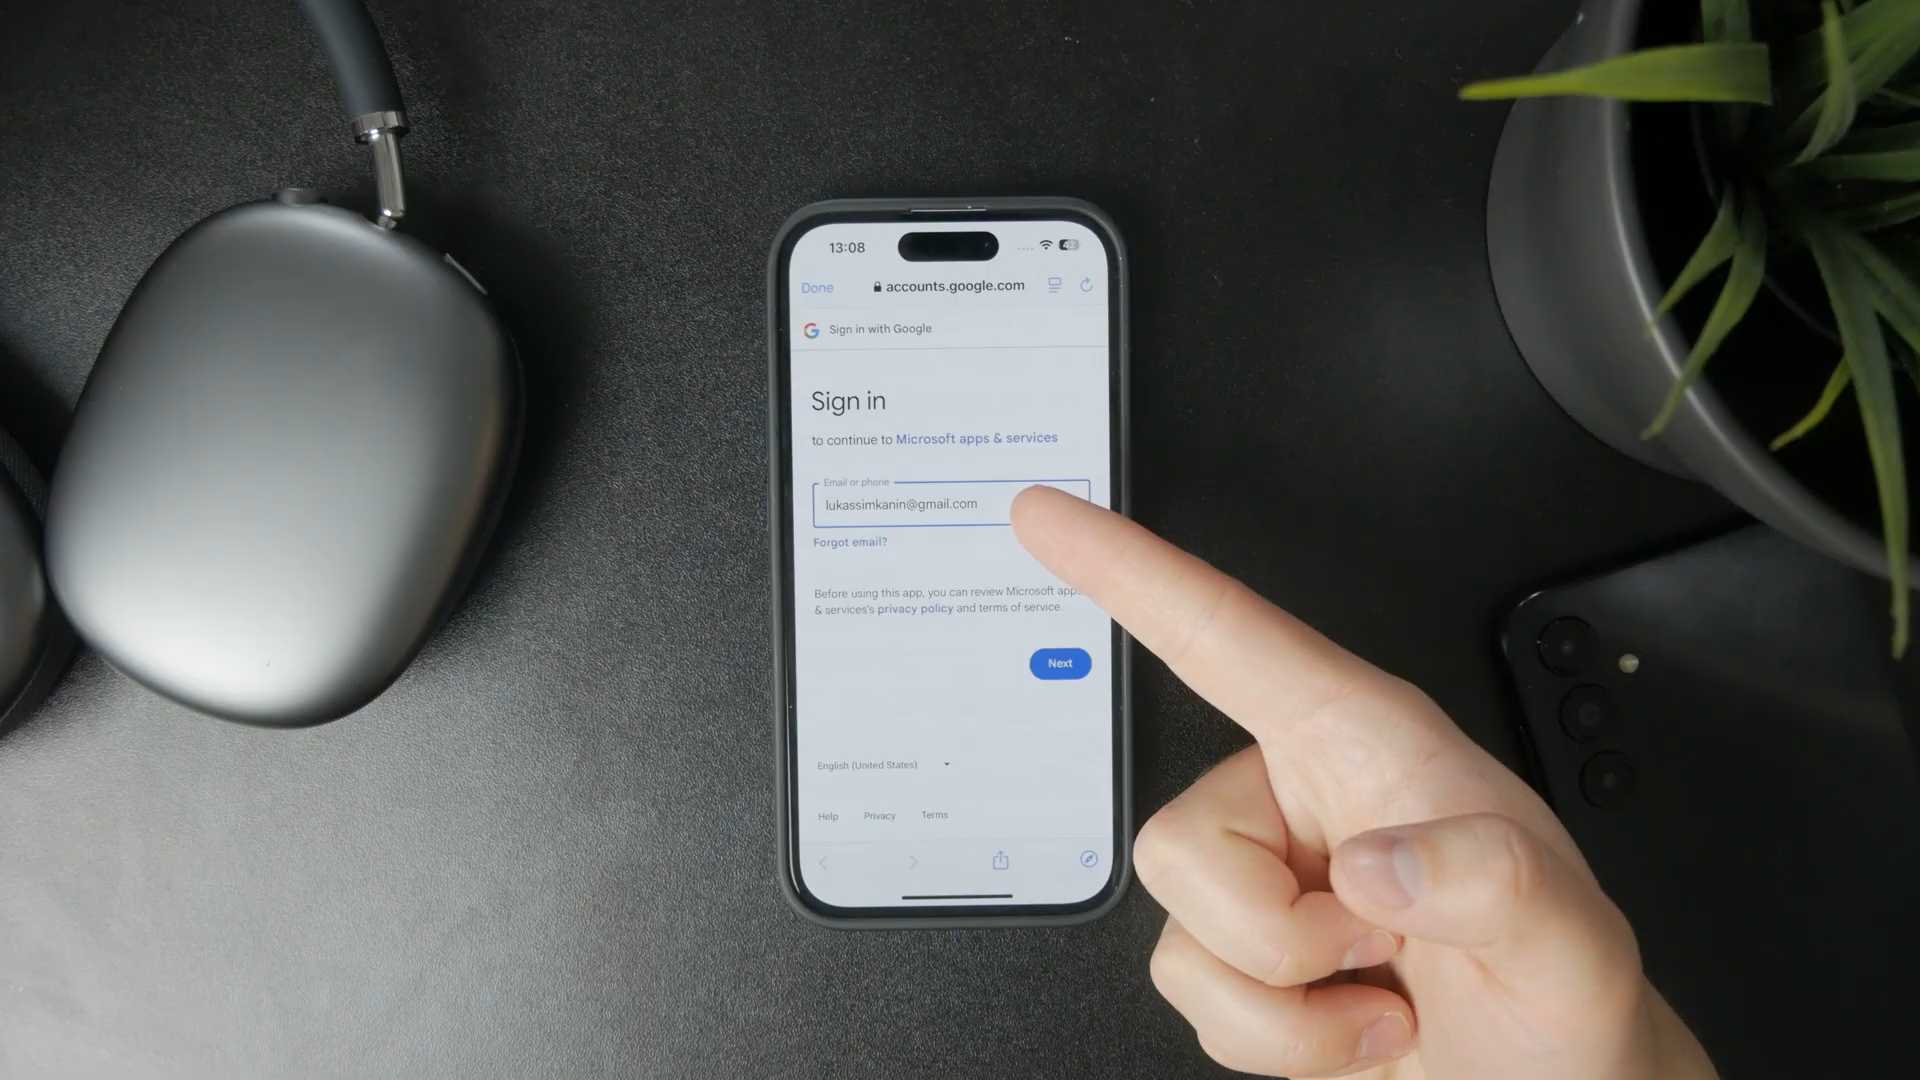 13:08
42
Done
accounts.google.com
Sign in with Google
Sign in
to continue to Microsoft apps & services
Email or phone
lukassimkanin@gmail.com
Forgot email?
Before using this app, you can review Microsoft apps
& services's privacy policy and terms of service.
Next
English (United States)
Help Privacy Terms